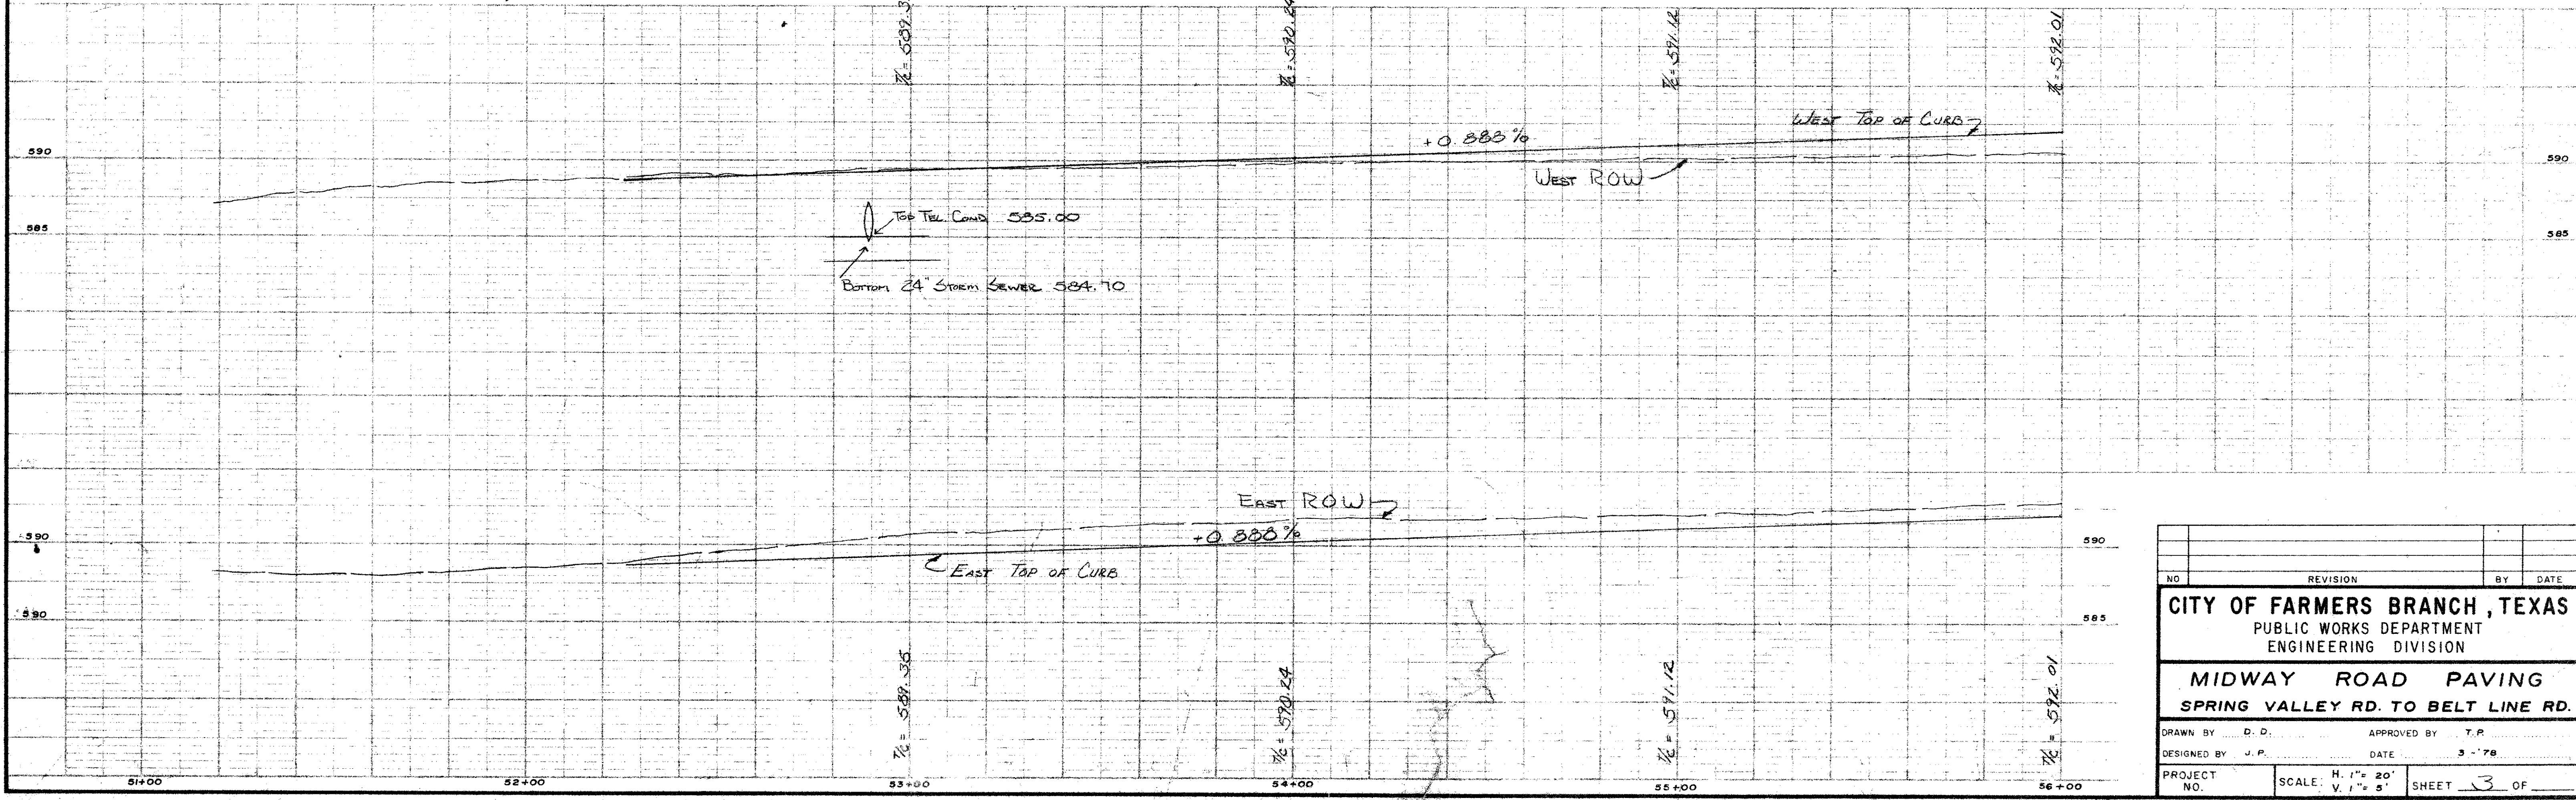 T/C = 589.3
T/C = 590.24
T/C = 591.12
T/C = 592.01
WEST TOP OF CURB
+0.888%
590
590
WEST ROW
TOP TEL. COND 585.00
585
585
BOTTOM 24" STORM SEWER 584.70
EAST ROW
+0.888%
590
590
EAST TOP OF CURB
590
585
T/C = 589.35
T/C = 590.24
T/C = 591.12
T/C = 592.01
51+00
52+00
53+00
54+00
55+00
56+00
NO REVISION BY DATE
CITY OF FARMERS BRANCH, TEXAS
PUBLIC WORKS DEPARTMENT
ENGINEERING DIVISION
MIDWAY ROAD PAVING
SPRING VALLEY RD. TO BELT LINE RD.
DRAWN BY D. D. APPROVED BY T.P.
DESIGNED BY J. P. DATE 3-'78
PROJECT NO. SCALE: H. 1"= 20' V. 1"= 5' SHEET 3 OF